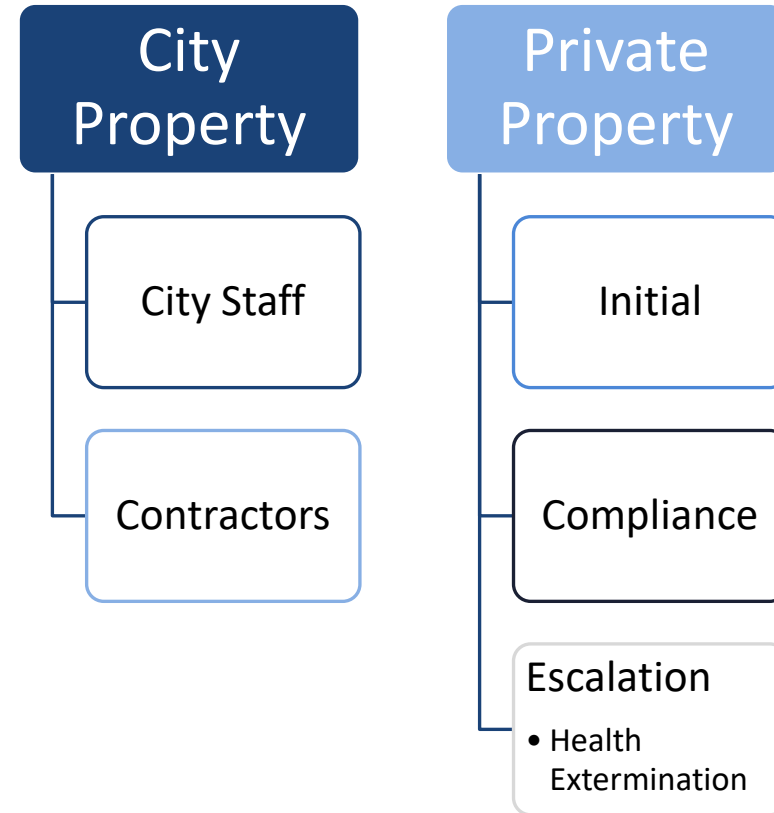 City
Property
City Staff
Contractors
Private
Property
Initial
Compliance
Escalation
• Health
Extermination